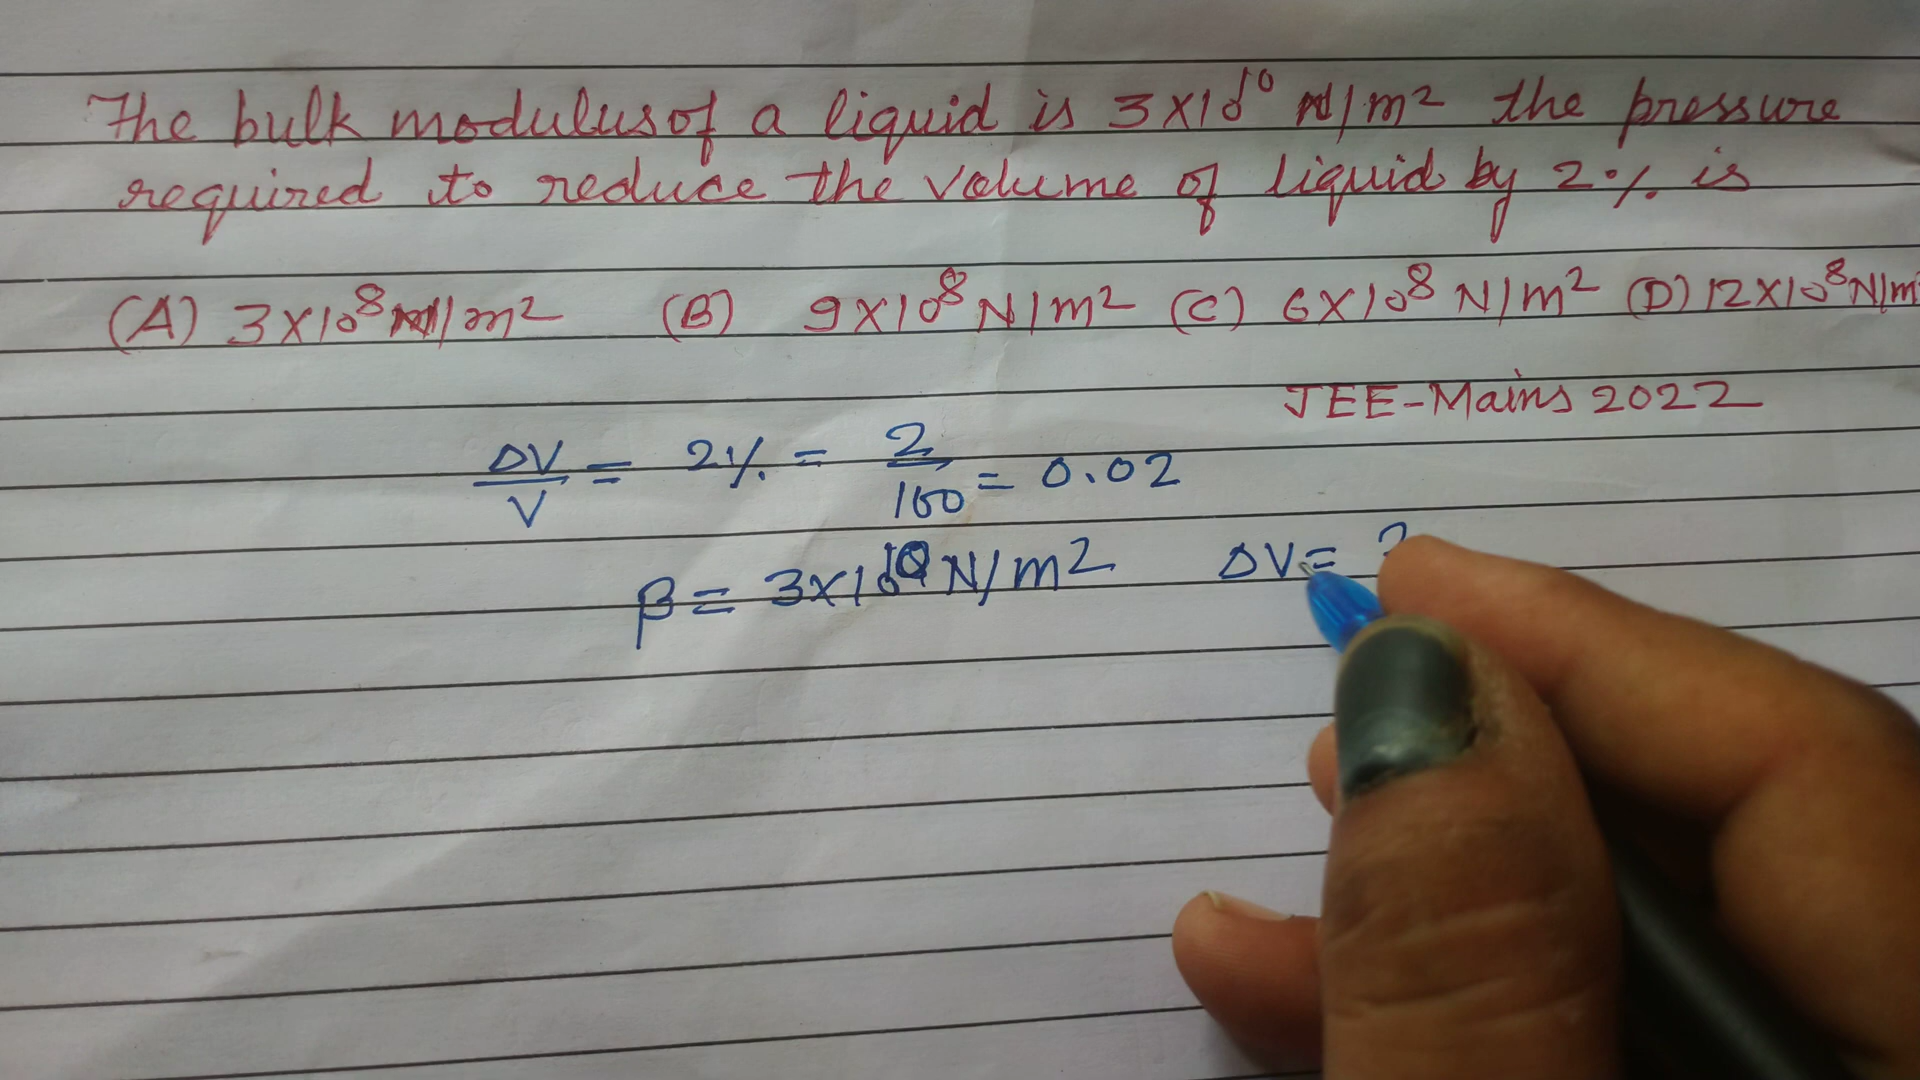 The bulk modulus of a liquid is 3×10¹⁰ N/m² the pressure
required to reduce the volume of liquid by 2% is
(A) 3×10⁸ N/m² (B) 9×10⁸ N/m² (C) 6×10⁸ N/m² (D) 12×10⁸ N/m²
JEE-Mains 2022
ΔV/V = 2% = 2/100 = 0.02
β = 3×10¹⁰ N/m² ΔV = ?